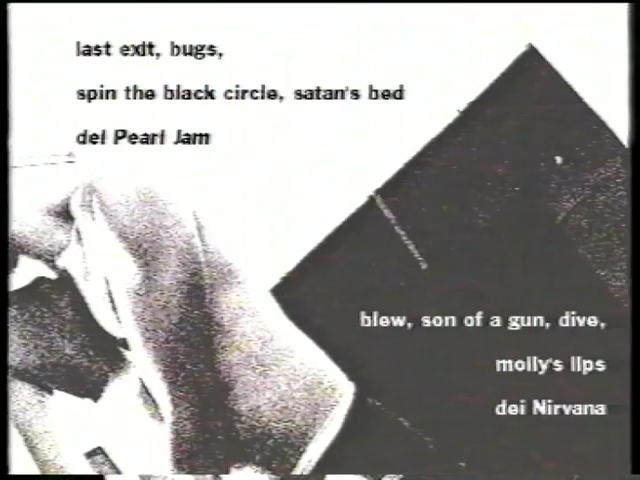 last exit, bugs,
spin the black circle, satan's bed
dei Pearl Jam
blew, son of a gun, dive,
molly's lips
dei Nirvana